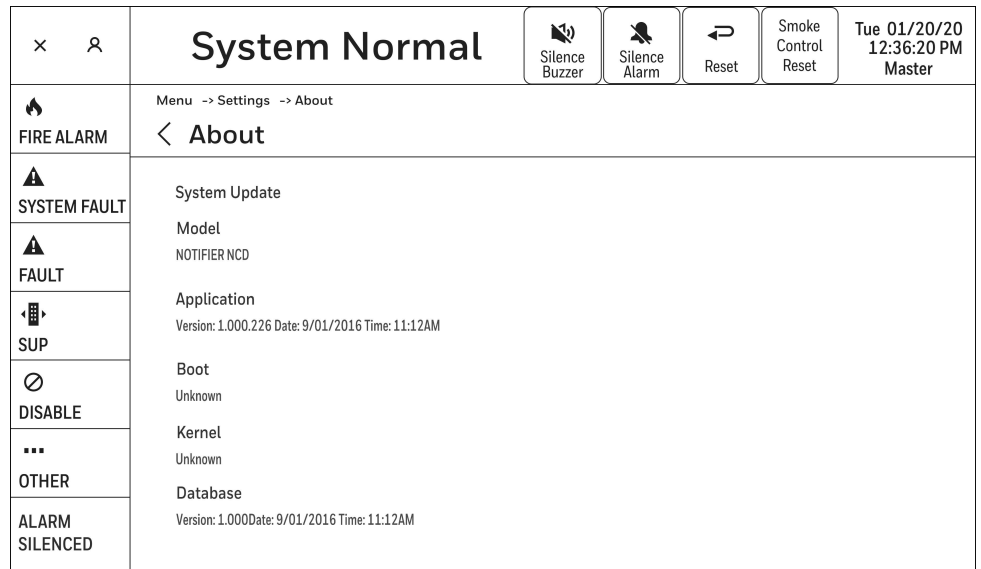 System Normal
Silence
Buzzer
Silence
Alarm
Reset
Smoke
Control
Reset
Tue 01/20/20
12:36:20 PM
Master
FIRE ALARM
SYSTEM FAULT
FAULT
SUP
DISABLE
OTHER
ALARM
SILENCED
Menu -> Settings -> About
About
System Update
Model
NOTIFIER NCD
Application
Version: 1.000.226 Date: 9/01/2016 Time: 11:12AM
Boot
Unknown
Kernel
Unknown
Database
Version: 1.000Date: 9/01/2016 Time: 11:12AM